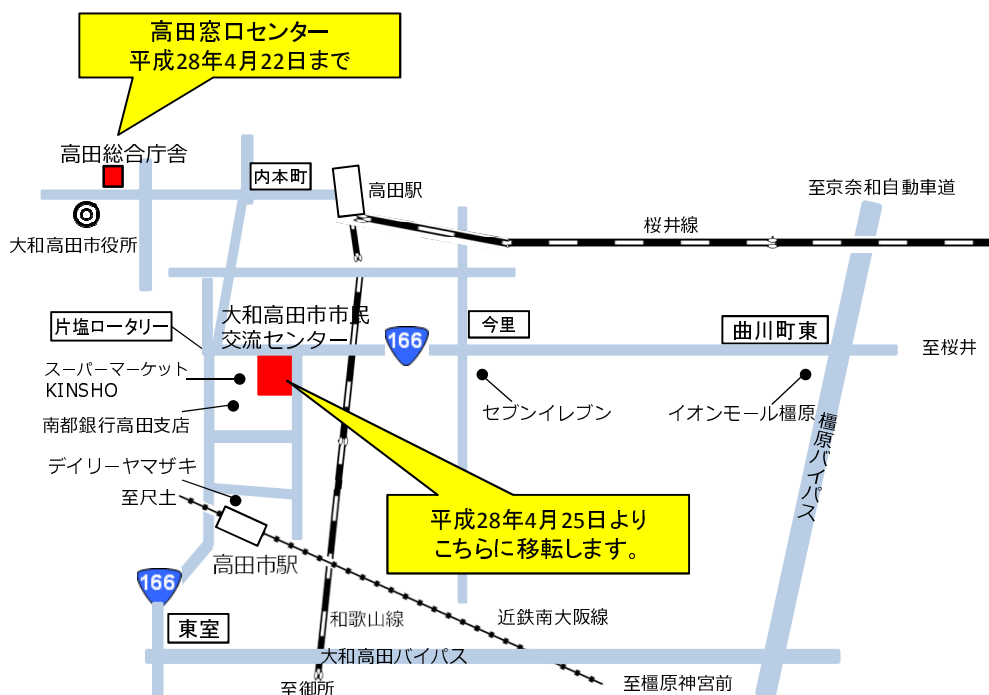 高田窓口センター
平成28年4月22日まで
高田総合庁舎
内本町
高田駅
至京奈和自動車道
大和高田市役所
桜井線
片塩ロータリー
大和高田市市民
交流センター
166
今里
曲川町東
至桜井
スーパーマーケット
KINSHO
南都銀行高田支店
セブンイレブン
イオンモール橿原
橿原バイパス
デイリーヤマザキ
至尺土
平成28年4月25日より
こちらに移転します。
高田市駅
166
東室
和歌山線
近鉄南大阪線
大和高田バイパス
至御所
至橿原神宮前